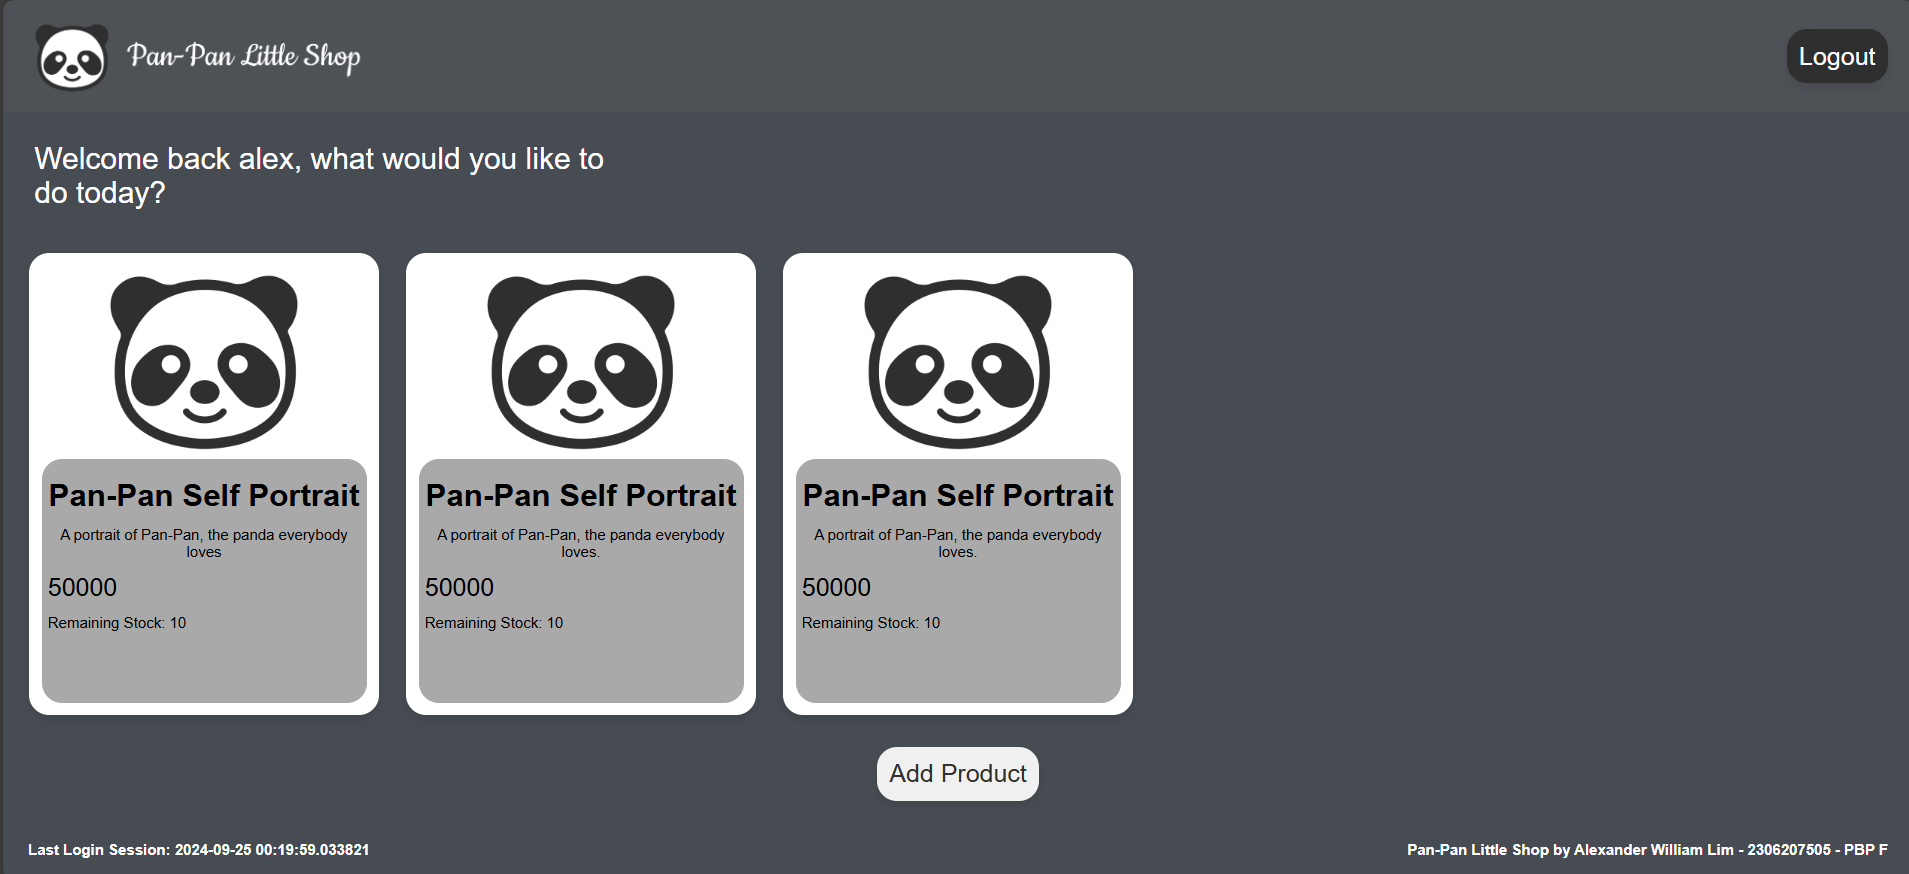 Pan-Pan Little Shop
Logout
Welcome back alex, what would you like to
do today?
Pan-Pan Self Portrait
A portrait of Pan-Pan, the panda everybody
loves
50000
Remaining Stock: 10
Pan-Pan Self Portrait
A portrait of Pan-Pan, the panda everybody
loves.
50000
Remaining Stock: 10
Pan-Pan Self Portrait
A portrait of Pan-Pan, the panda everybody
loves.
50000
Remaining Stock: 10
Add Product
Last Login Session: 2024-09-25 00:19:59.033821
Pan-Pan Little Shop by Alexander William Lim - 2306207505 - PBP F